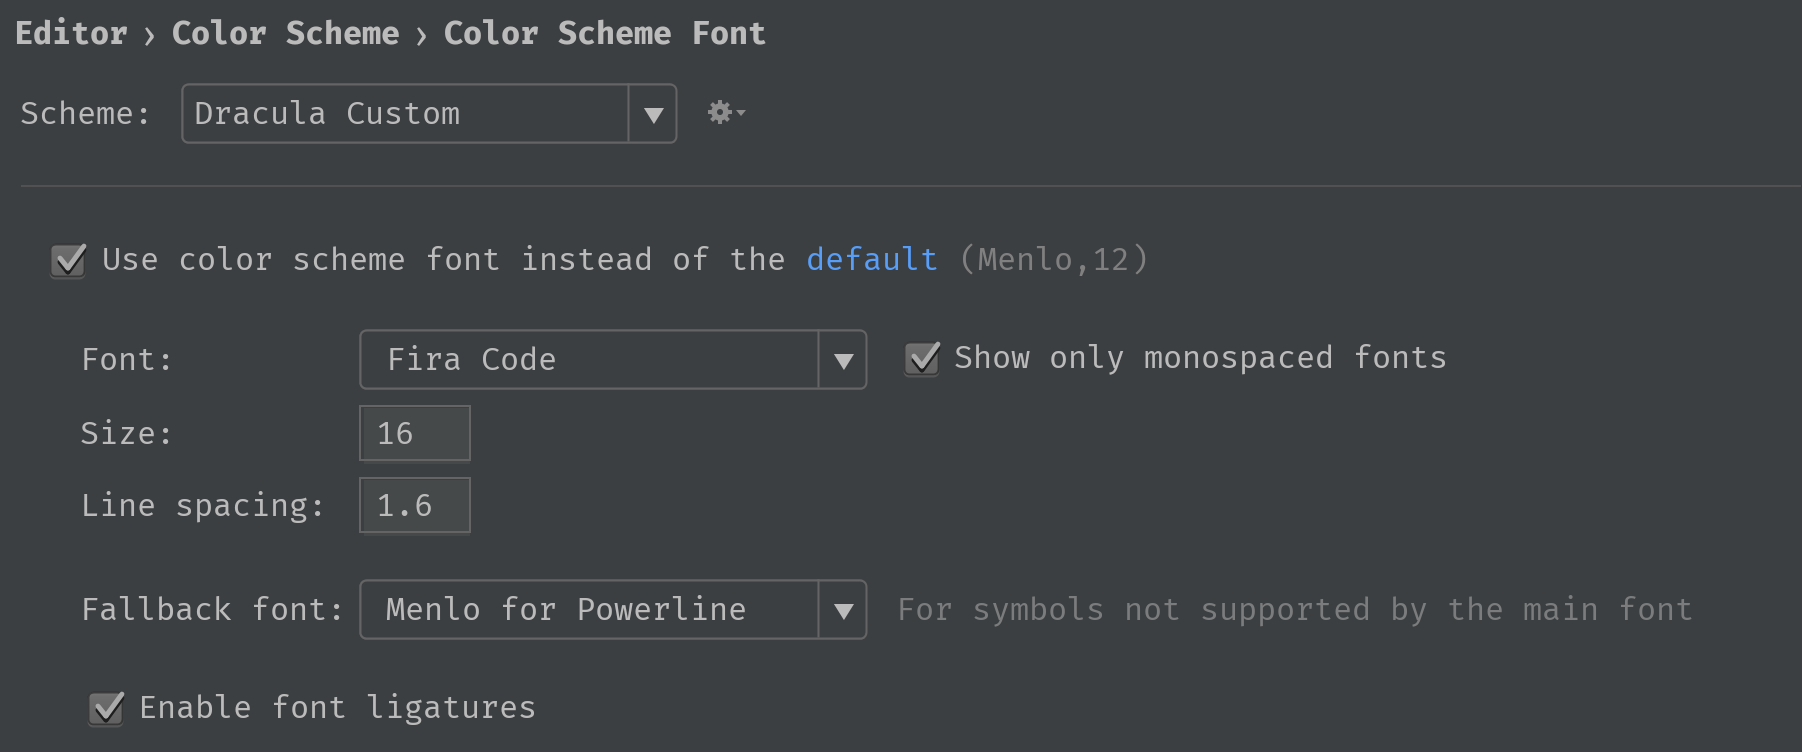 Editor › Color Scheme › Color Scheme Font
Scheme: Dracula Custom
Use color scheme font instead of the default (Menlo,12)
Font: Fira Code Show only monospaced fonts
Size: 16
Line spacing: 1.6
Fallback font: Menlo for Powerline For symbols not supported by the main font
Enable font ligatures